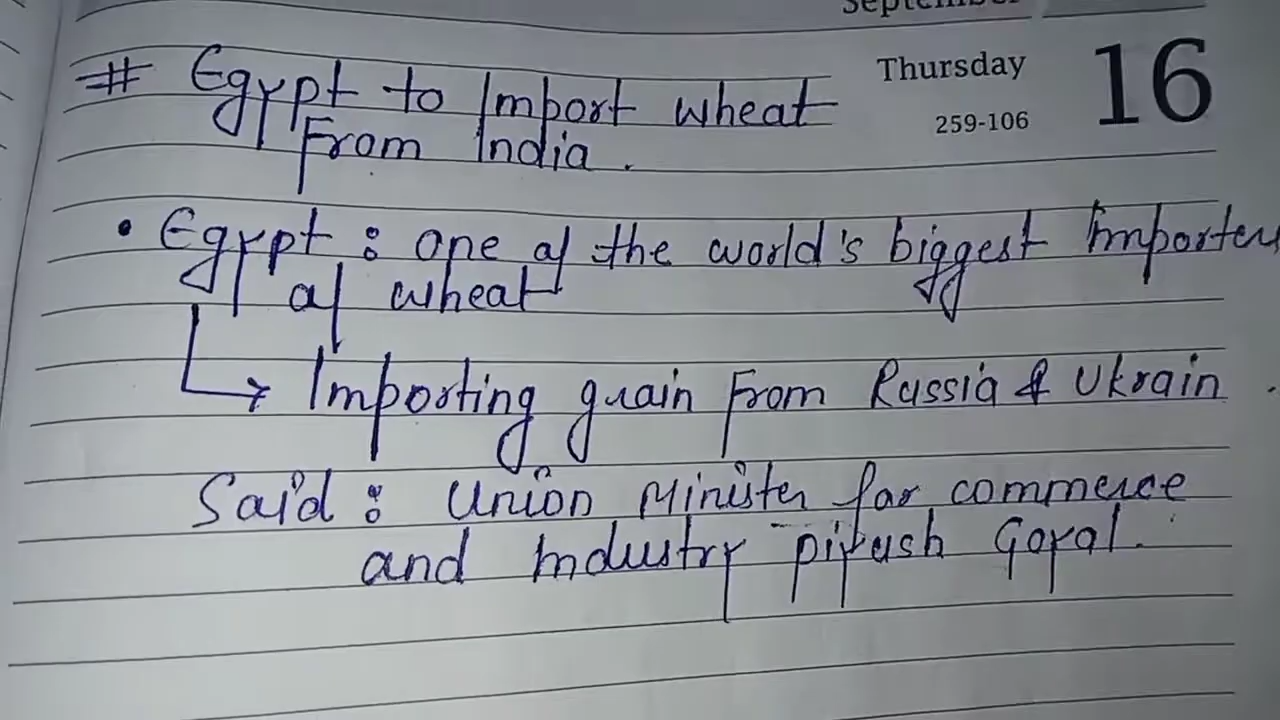 September
Thursday 16
259-106
# Egypt to Import wheat
From India.
• Egypt : one of the world's biggest Importer
of wheat
↳ Importing grain From Russia & Ukrain.
Said : Union Minister for commerce
and Industry piyush Goyal.